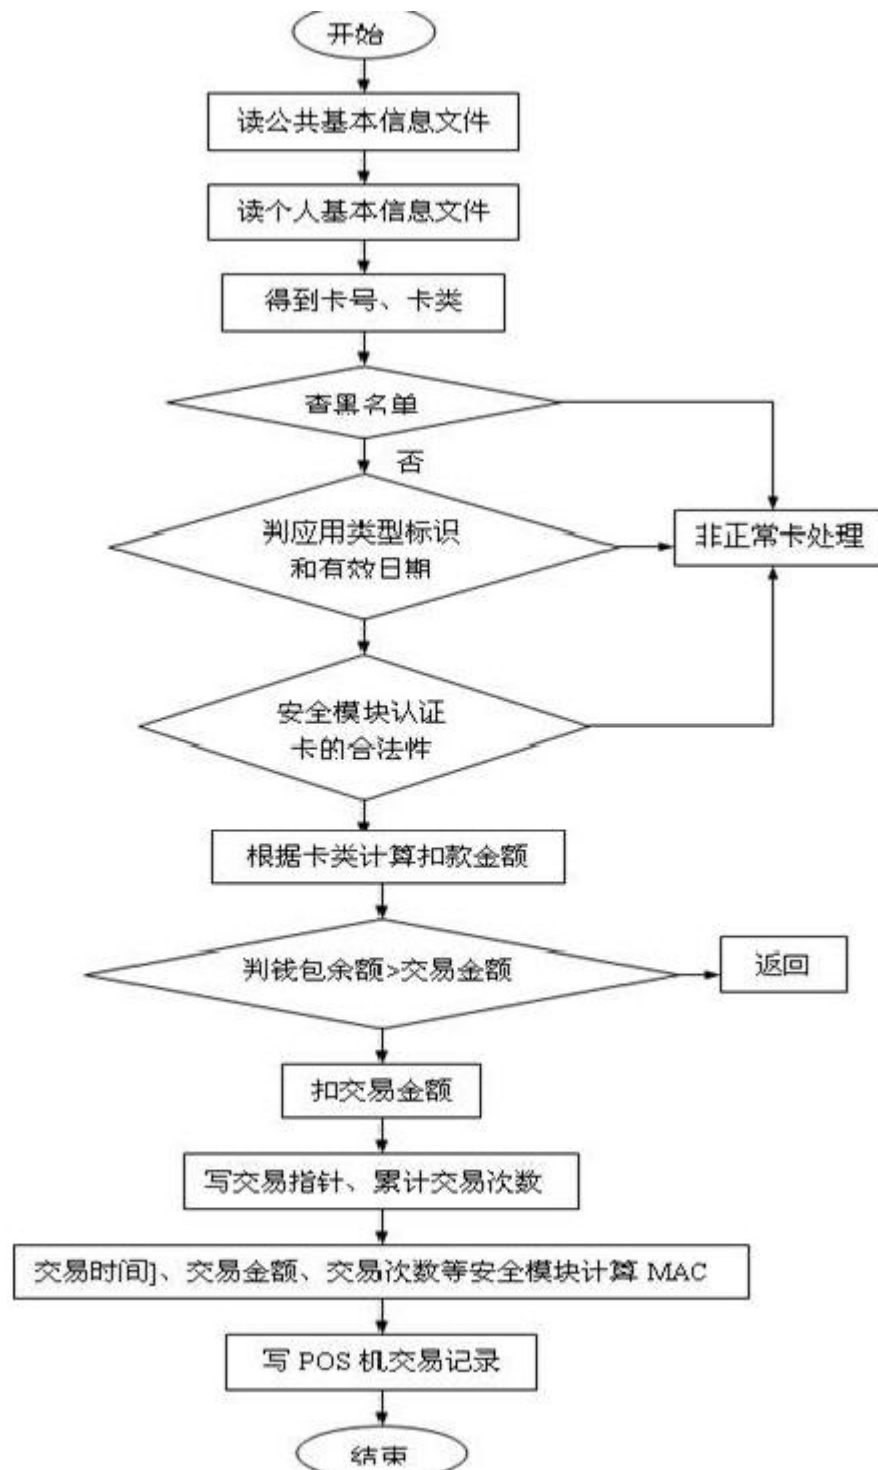 开始
读公共基本信息文件
读个人基本信息文件
得到卡号、卡类
查黑名单
否
判应用类型标识
和有效日期
非正常卡处理
安全模块认证
卡的合法性
根据卡类计算扣款金额
判钱包余额>交易金额
返回
扣交易金额
写交易指针、累计交易次数
交易时间]、交易金额、交易次数等安全模块计算 MAC
写 POS 机交易记录
结束